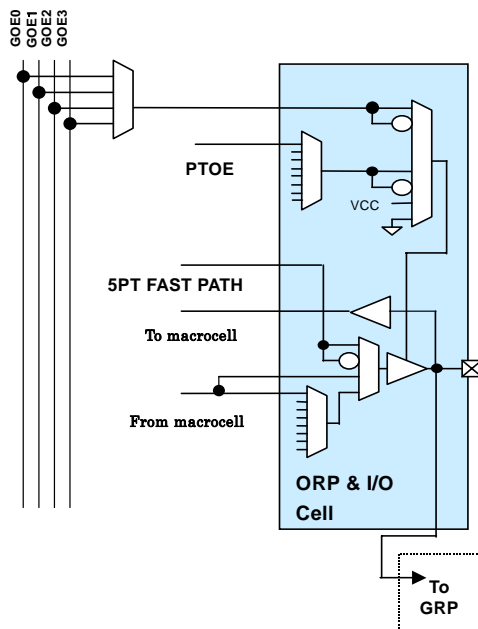 GOE0
GOE1
GOE2
GOE3
PTOE
VCC
5PT FAST PATH
To macrocell
From macrocell
ORP & I/O
Cell
To
GRP